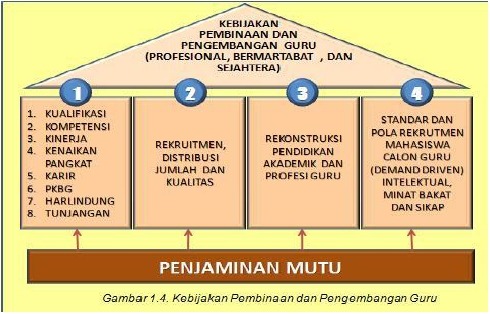 KEBIJAKAN
PEMBINAAN DAN
PENGEMBANGAN GURU
(PROFESIONAL, BERMARTABAT , DAN
SEJAHTERA)
1
1. KUALIFIKASI
2. KOMPETENSI
3. KINERJA
4. KENAIKAN
PANGKAT
5. KARIR
6. PKBG
7. HARLINDUNG
8. TUNJANGAN
2
REKRUITMEN,
DISTRIBUSI
JUMLAH DAN
KUALITAS
3
REKONSTRUKSI
PENDIDIKAN
AKADEMIK DAN
PROFESI GURU
4
STANDAR DAN
POLA REKRUTMEN
MAHASISWA
CALON GURU
(DEMAND DRIVEN)
INTELEKTUAL,
MINAT BAKAT
DAN SIKAP
PENJAMINAN MUTU
Gambar 1.4. Kebijakan Pembinaan dan Pengembangan Guru